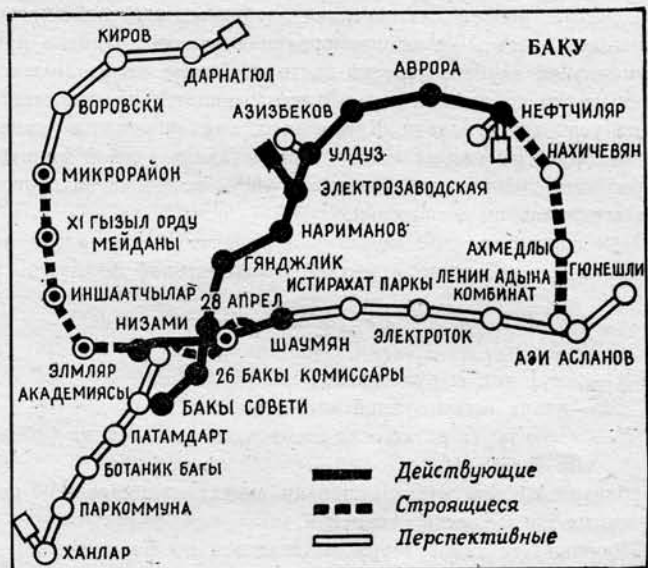 БАКУ
КИРОВ
ДАРНАГЮЛ
ВОРОВСКИ
МИКРОРАЙОН
XI ГЫЗЫЛ ОРДУ
МЕЙДАНЫ
ИНШААТЧЫЛАР
НИЗАМИ
ЭЛМЛЯР
АКАДЕМИЯСЫ
ПАТАМДАРТ
БОТАНИК БАГЫ
ПАРКОММУНА
ХАНЛАР
АВРОРА
АЗИЗБЕКОВ
НЕФТЧИЛЯР
УЛДУЗ
НАХИЧЕВЯН
ЭЛЕКТРОЗАВОДСКАЯ
НАРИМАНОВ
ГЯНДЖЛИК
АХМЕДЛЫ
ГЮНЕШЛИ
ИСТИРАХАТ ПАРКЫ
ЛЕНИН АДЫНА
КОМБИНАТ
28 АПРЕЛ
ШАУМЯН
ЭЛЕКТРОТОК
АЗИ АСЛАНОВ
26 БАКЫ КОМИССАРЫ
БАКЫ СОВЕТИ
Действующие
Строящиеся
Перспективные